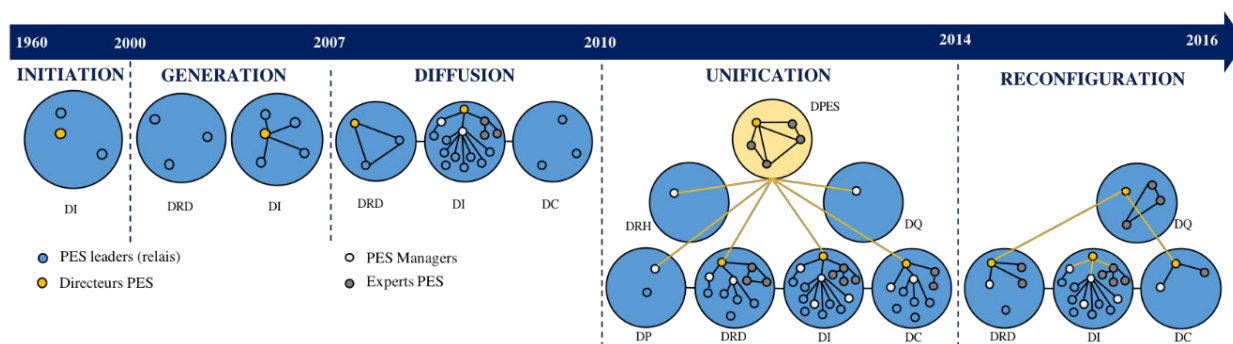 1960 2000 2007 2010 2014 2016
INITIATION GENERATION DIFFUSION UNIFICATION RECONFIGURATION
DPES
DRH DQ DQ
DI DRD DI DRD DI DC
PES leaders (relais) PES Managers
Directeurs PES Experts PES
DP DRD DI DC DRD DI DC